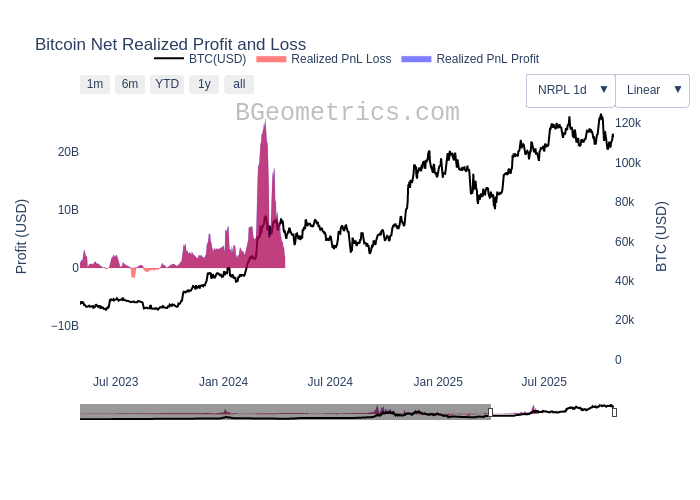 Bitcoin Net Realized Profit and Loss
BTC(USD) Realized PnL Loss Realized PnL Profit
1m 6m YTD 1y all NRPL 1d ▼ Linear ▼
BGeometrics.com
20B
10B
0
−10B
Profit (USD)
120k
100k
80k
60k
40k
20k
0
BTC (USD)
Jul 2023 Jan 2024 Jul 2024 Jan 2025 Jul 2025